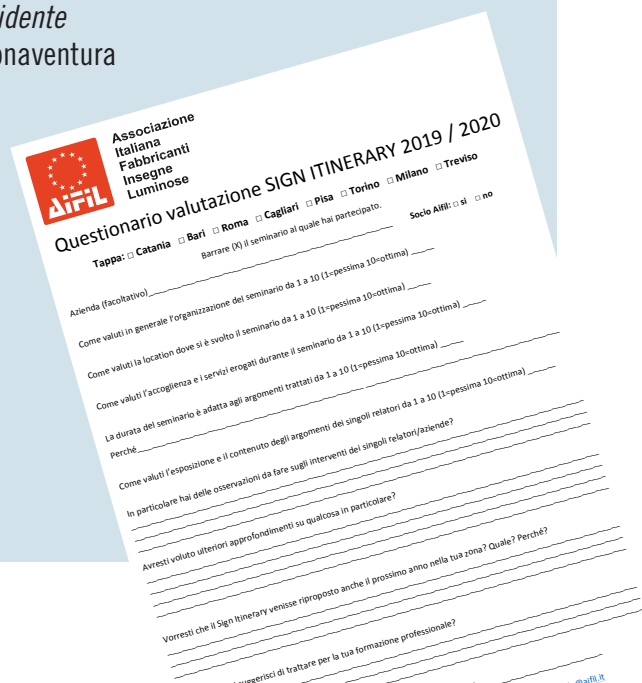 idente
onaventura
AiFiL
Associazione
Italiana
Fabbricanti
Insegne
Luminose
Questionario valutazione SIGN ITINERARY 2019 / 2020
Tappa: □ Catania □ Bari □ Roma □ Cagliari □ Pisa □ Torino □ Milano □ Treviso
Barrare (X) il seminario al quale hai partecipato.
Socio Aifil: □ si □ no
Azienda (facoltativo)
Come valuti in generale l'organizzazione del seminario da 1 a 10 (1=pessima 10=ottima)
Come valuti la location dove si è svolto il seminario da 1 a 10 (1=pessima 10=ottima)
Come valuti l'accoglienza e i servizi erogati durante il seminario da 1 a 10 (1=pessima 10=ottima)
La durata del seminario è adatta agli argomenti trattati da 1 a 10 (1=pessima 10=ottima)
Perché
Come valuti l'esposizione e il contenuto degli argomenti dei singoli relatori da 1 a 10 (1=pessima 10=ottima)
In particolare hai delle osservazioni da fare sugli interventi dei singoli relatori/aziende?
Avresti voluto ulteriori approfondimenti su qualcosa in particolare?
Vorresti che il Sign Itinerary venisse riproposto anche il prossimo anno nella tua zona? Quale? Perché?
suggerisci di trattare per la tua formazione professionale?
@aifil.it